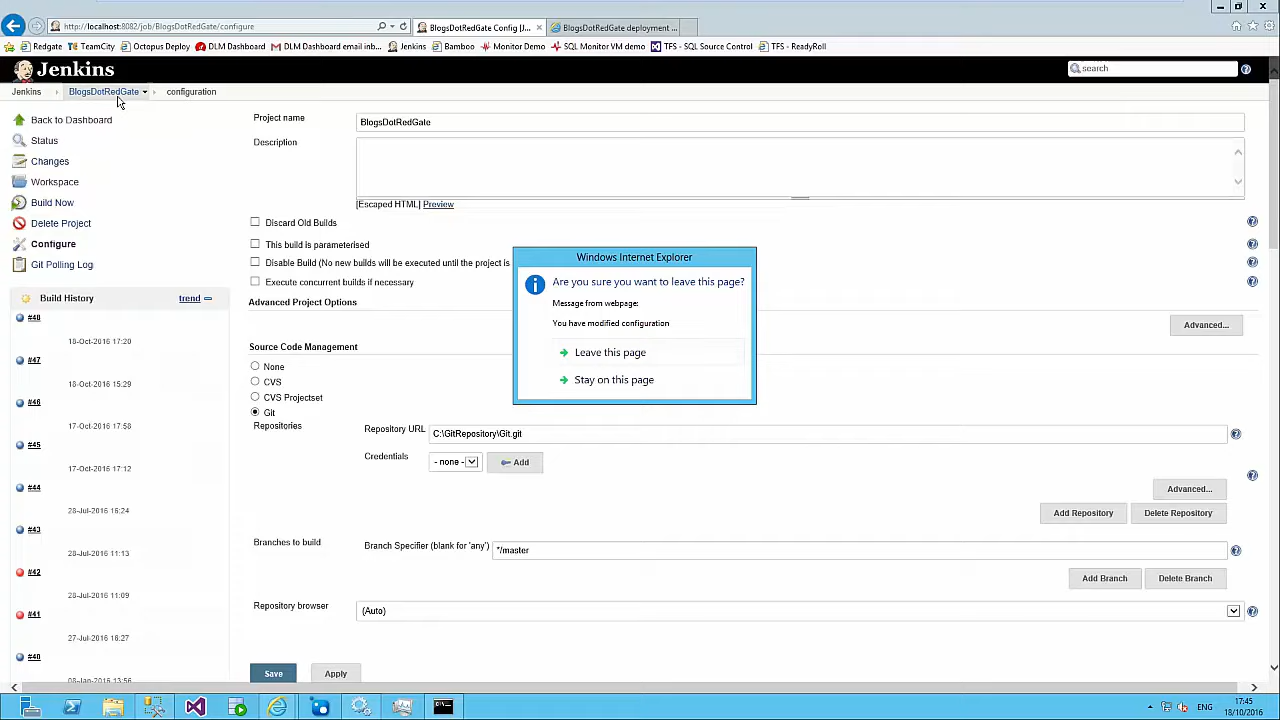 http://localhost:8082/job/BlogsDotRedGate/configure
BlogsDotRedGate Config [J...
BlogsDotRedGate deployment ...
Redgate
TeamCity
Octopus Deploy
DLM Dashboard
DLM Dashboard email inb...
Jenkins
Bamboo
Monitor Demo
SQL Monitor VM demo
TFS - SQL Source Control
TFS - ReadyRoll
Jenkins
search
Jenkins
BlogsDotRedGate
configuration
Back to Dashboard
Status
Changes
Workspace
Build Now
Delete Project
Configure
Git Polling Log
Build History
trend
#48
18-Oct-2016 17:20
#47
18-Oct-2016 15:29
#46
17-Oct-2016 17:58
#45
17-Oct-2016 17:12
#44
28-Jul-2016 16:24
#43
28-Jul-2016 11:13
#42
28-Jul-2016 11:09
#41
27-Jul-2016 16:27
#40
Project name
BlogsDotRedGate
Description
[Escaped HTML] Preview
Discard Old Builds
This build is parameterised
Disable Build (No new builds will be executed until the project is
Execute concurrent builds if necessary
Advanced Project Options
Advanced...
Source Code Management
None
CVS
CVS Projectset
Git
Repositories
Repository URL
C:\GitRepository\Git.git
Credentials
- none -
Add
Advanced...
Add Repository
Delete Repository
Branches to build
Branch Specifier (blank for 'any')
*/master
Add Branch
Delete Branch
Repository browser
(Auto)
Save
Apply
Windows Internet Explorer
Are you sure you want to leave this page?
Message from webpage:
You have modified configuration
Leave this page
Stay on this page
ENG
17:45
18/10/2016